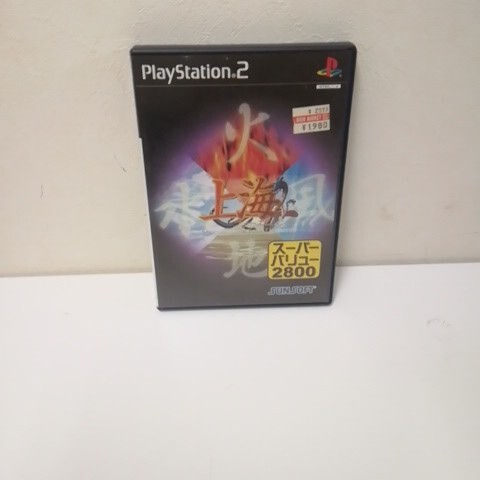 PlayStation 2
¥1980
火
上海
風
地
スーパー
バリュー
2800
SUNSOFT